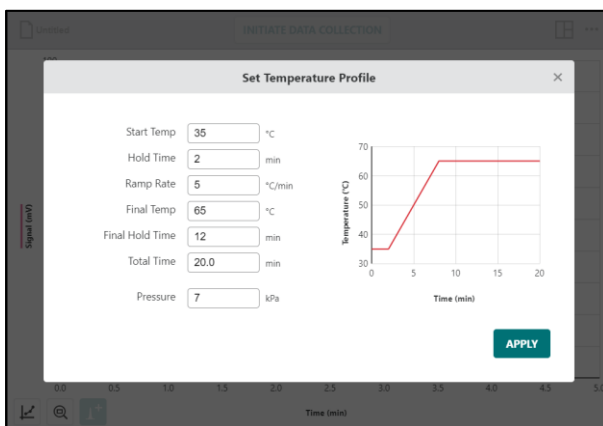 Untitled
INITIATE DATA COLLECTION
...
100
Set Temperature Profile
×
Start Temp 35 °C
Hold Time 2 min
Ramp Rate 5 °C/min
Final Temp 65 °C
Final Hold Time 12 min
Total Time 20.0 min
Pressure 7 kPa
70
60
50
40
30
Temperature (°C)
0 5 10 15 20
Time (min)
APPLY
Signal (mV)
0.0 0.5 1.0 1.5 2.0 2.5 3.0 3.5 4.0 4.5 5.0
Time (min)